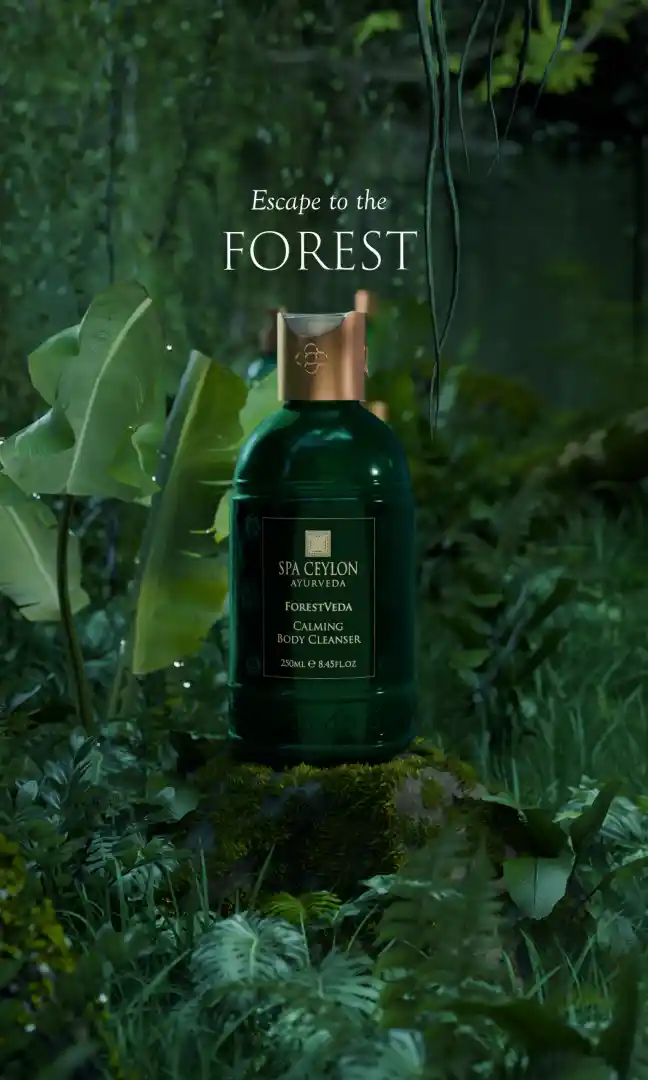 Escape to the
FOREST
SPA CEYLON
AYURVEDA
FORESTVEDA
CALMING
BODY CLEANSER
250ML ℮ 8.45FL.OZ